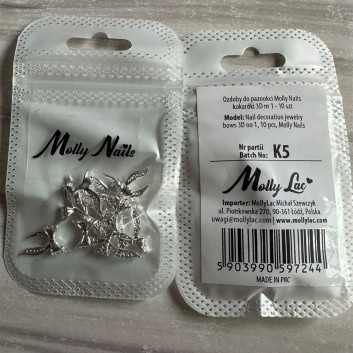 Molly Nails
Ozdoby do paznokci Molly Nails
kokardki 3D nr 1 - 10 szt
Model: Nail decoration jewelry
bows 3D no 1, 10 pcs, Molly Nails
Nr partii
Batch No: K5
Molly Lac
Importer: MollyLac Michał Szewczyk
ul. Piotrkowska 270, 90-361 Łódź, Polska
uwagi@mollylac.com | www.mollylac.com
5 903990 597244
MADE IN PRC